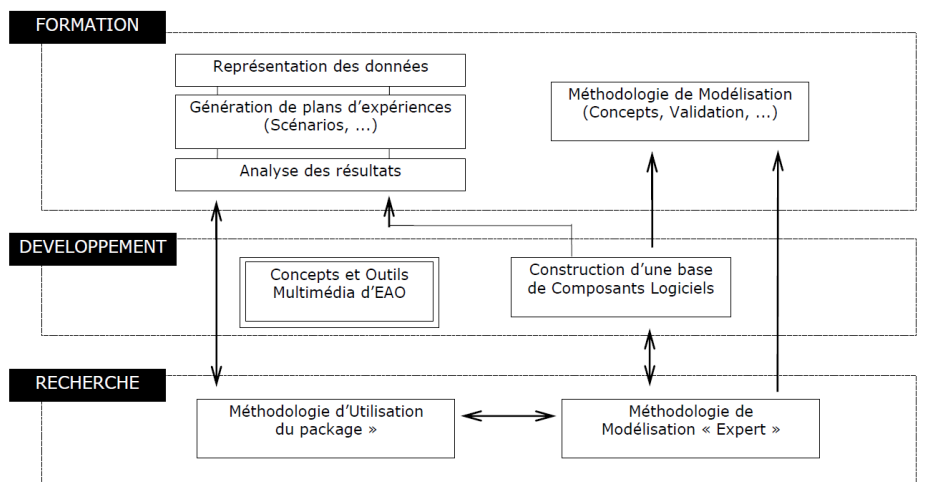 FORMATION
Représentation des données
Génération de plans d'expériences
(Scénarios, ...)
Analyse des résultats
Méthodologie de Modélisation
(Concepts, Validation, ...)
DEVELOPPEMENT
Concepts et Outils
Multimédia d'EAO
Construction d'une base
de Composants Logiciels
RECHERCHE
Méthodologie d'Utilisation
du package »
Méthodologie de
Modélisation « Expert »